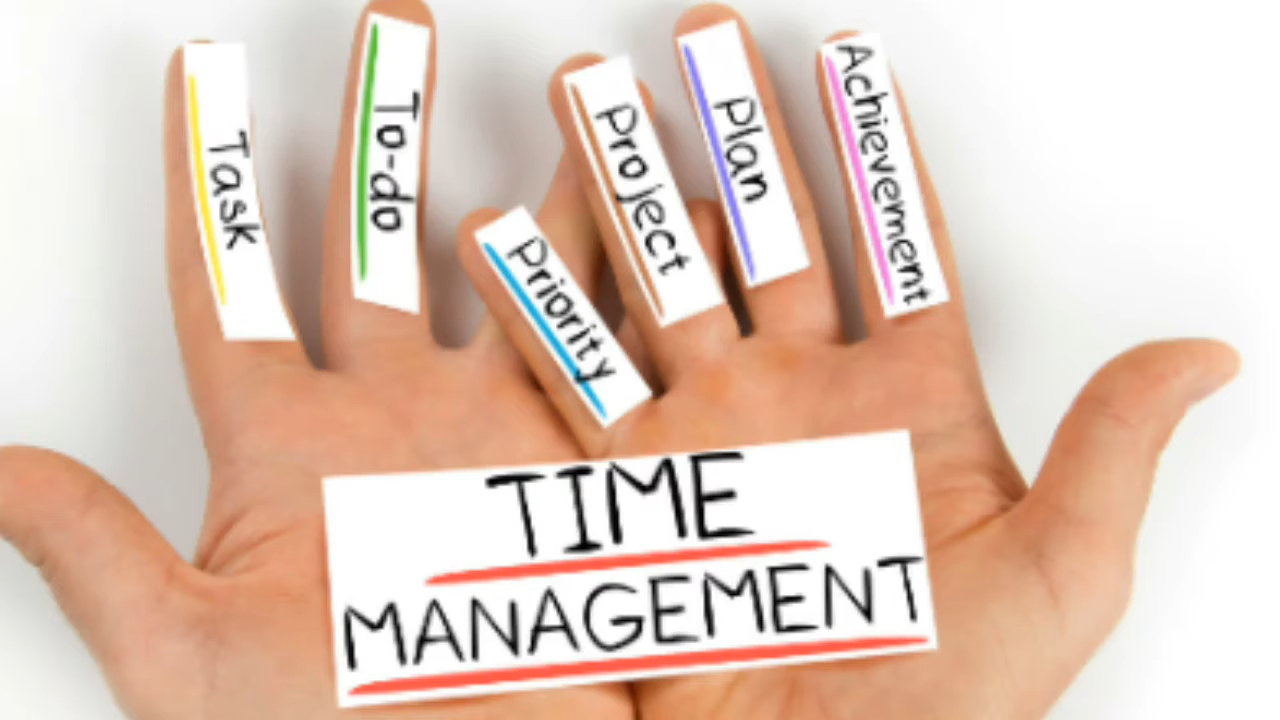 Task
To-do
Priority
Project
Plan
Achievement
TIME
MANAGEMENT